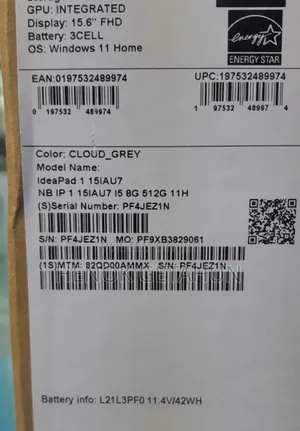 GPU: INTEGRATED
Display: 15.6" FHD
Battery: 3CELL
OS: Windows 11 Home
energy
ENERGY STAR
EAN:0197532489974 UPC:197532489974
0 197532 489974 1 97532 48997 4
Color: CLOUD_GREY
Model Name:
IdeaPad 1 15IAU7
NB IP 1 15IAU7 I5 8G 512G 11H
(S)Serial Number: PF4JEZ1N
S/N: PF4JEZ1N MO: PF9XB3829061
(1S)MTM: 82QD00AMMX S/N: PF4JEZ1N
Battery info: L21L3PF0 11.4V/42WH